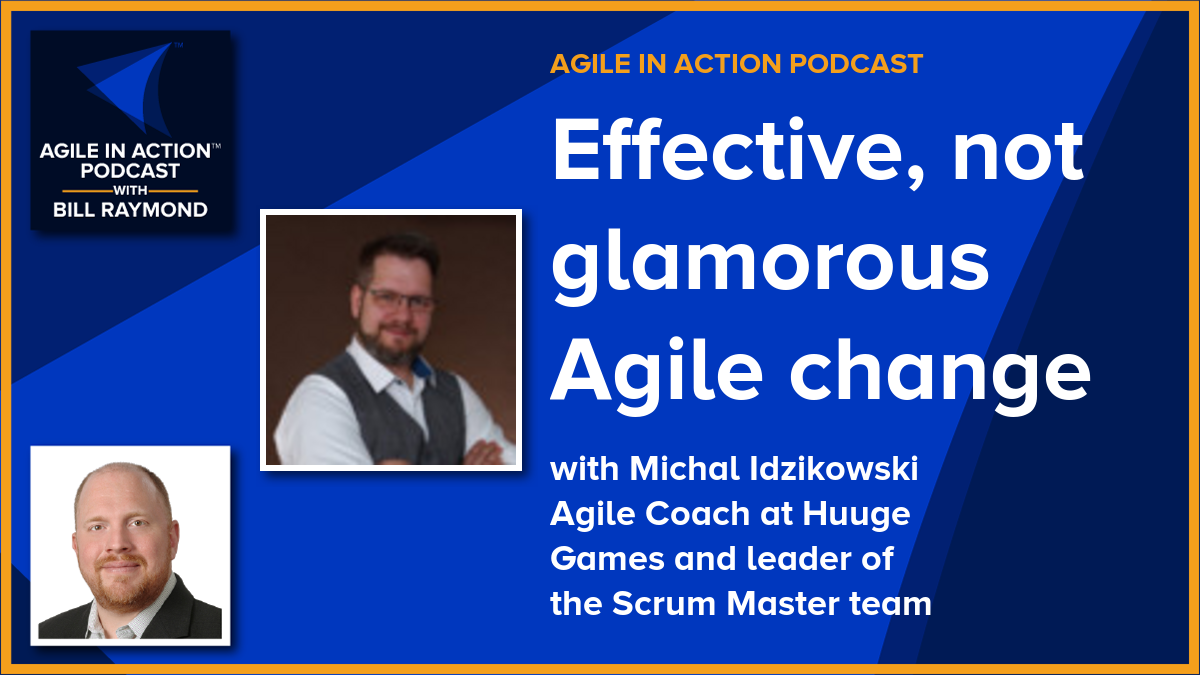 AGILE IN ACTION™
PODCAST
WITH
BILL RAYMOND
AGILE IN ACTION PODCAST
Effective, not
glamorous
Agile change
with Michal Idzikowski
Agile Coach at Huuge
Games and leader of
the Scrum Master team